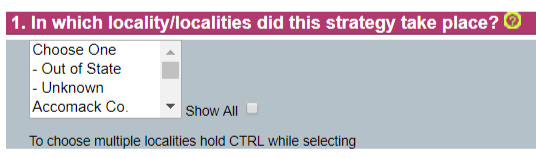 1. In which locality/localities did this strategy take place? ?
Choose One
- Out of State
- Unknown
Accomack Co.
Show All
To choose multiple localities hold CTRL while selecting